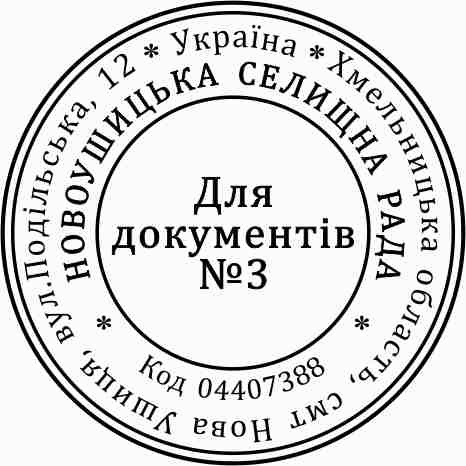 * Україна * Хмельницька область, смт Нова Ушиця, вул.Подільська, 12
НОВОУШИЦЬКА СЕЛИЩНА РАДА
* Код 04407388 *
Для
документів
№3